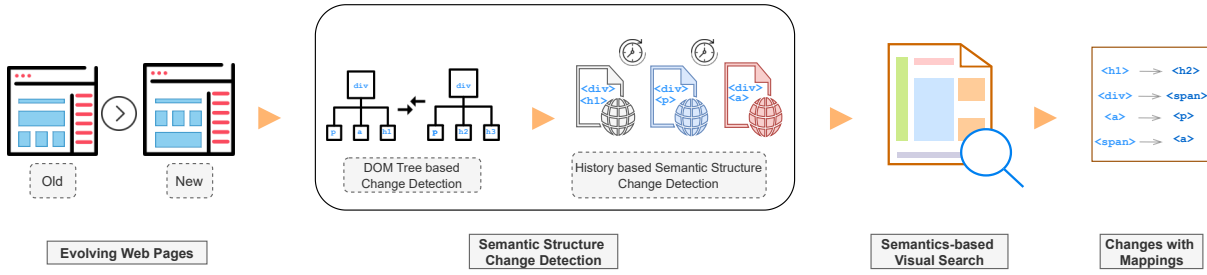 Old
New
Evolving Web Pages
div
p a h1
div
p h2 h3
DOM Tree based
Change Detection
<div>
<h1>
<div>
<p>
<div>
<a>
History based Semantic Structure
Change Detection
Semantic Structure
Change Detection
Semantics-based
Visual Search
<h1> <h2>
<div> <span>
<a> <p>
<span> <a>
Changes with
Mappings